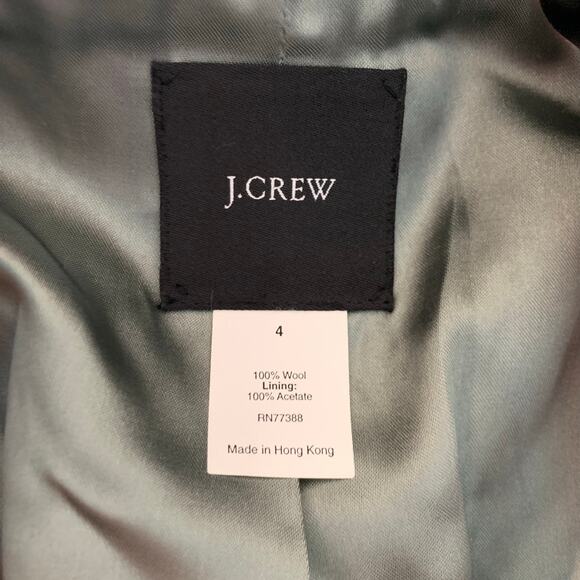 J.CREW
4
100% Wool
Lining:
100% Acetate
RN77388
Made in Hong Kong